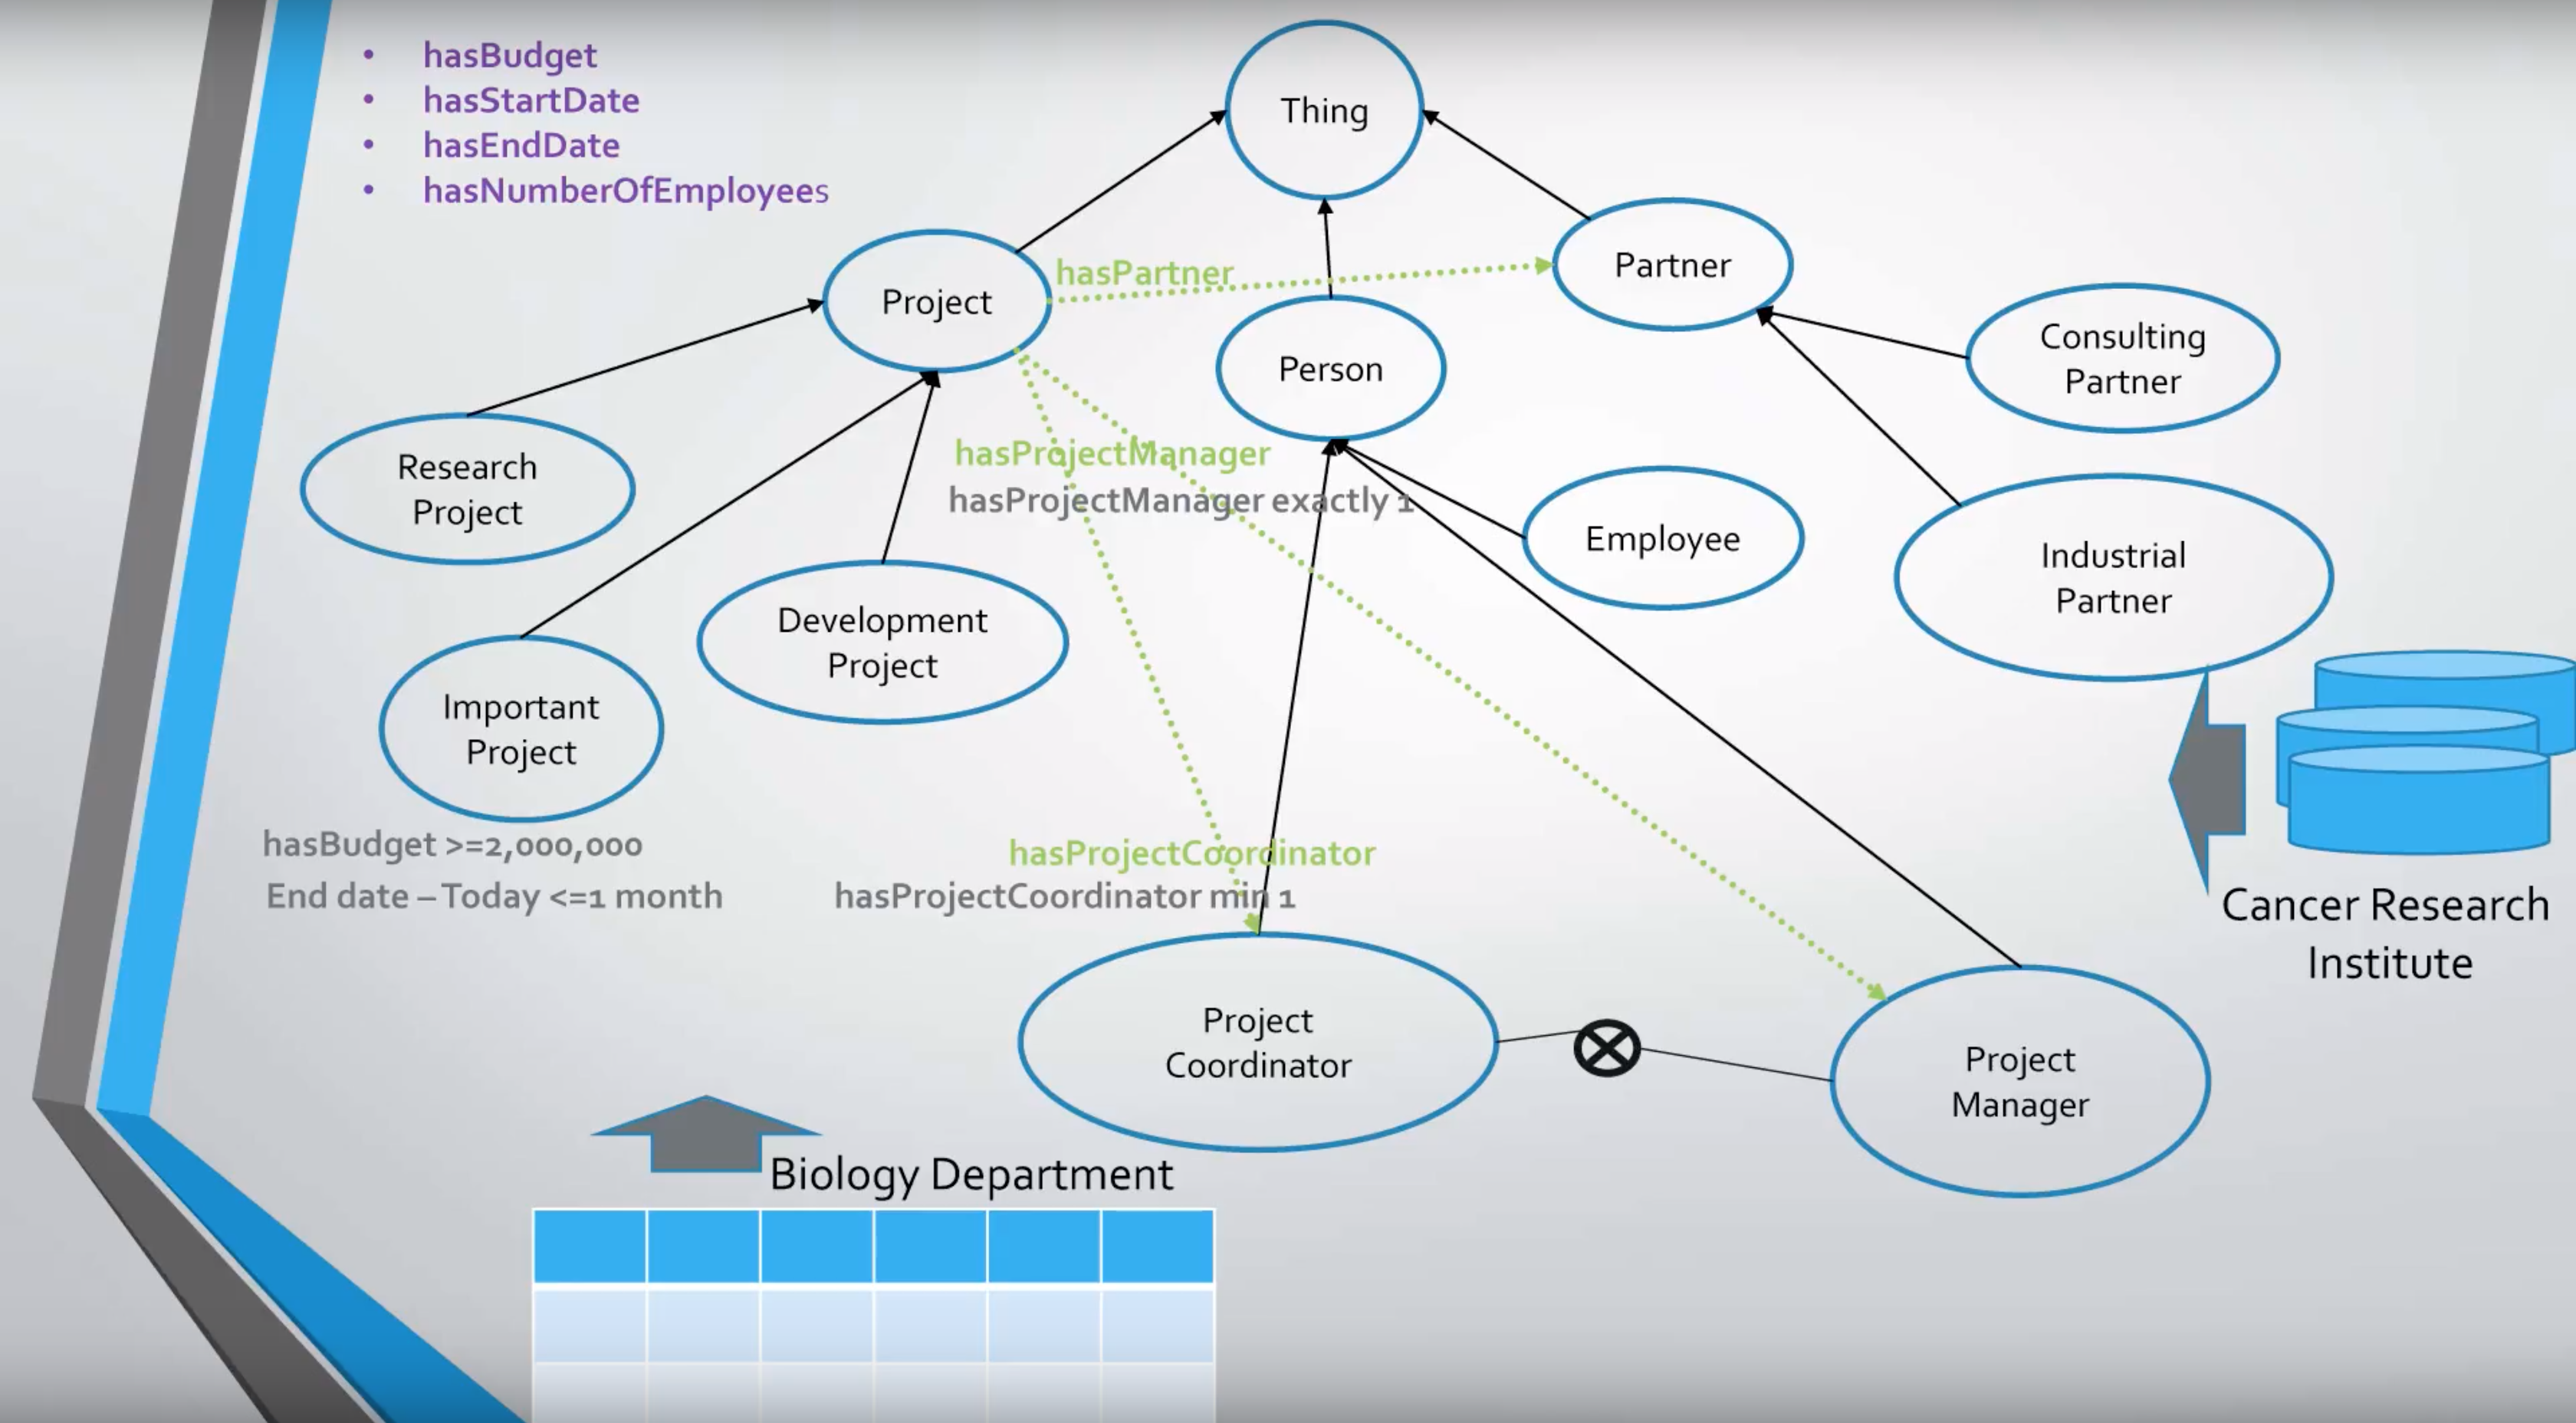 hasBudget
hasStartDate
hasEndDate
hasNumberOfEmployees
Thing
Project
hasPartner
Partner
Person
Consulting
Partner
Research
Project
hasProjectManager
hasProjectManager exactly 1
Employee
Industrial
Partner
Development
Project
Important
Project
hasBudget >=2,000,000
End date – Today <=1 month
hasProjectCoordinator
hasProjectCoordinator min 1
Cancer Research
Institute
Project
Coordinator
Project
Manager
Biology Department